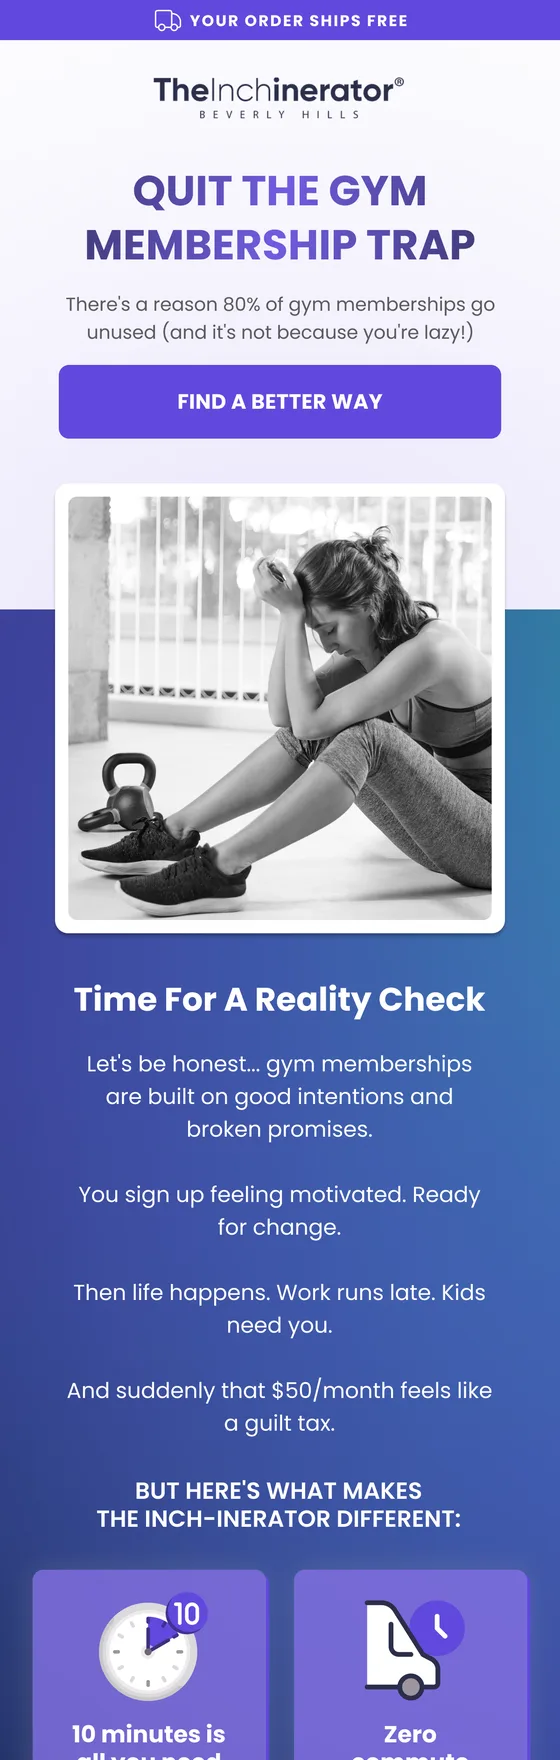 YOUR ORDER SHIPS FREE
TheInchinerator®
BEVERLY HILLS
QUIT THE GYM
MEMBERSHIP TRAP
There's a reason 80% of gym memberships go
unused (and it's not because you're lazy!)
FIND A BETTER WAY
Time For A Reality Check
Let's be honest... gym memberships
are built on good intentions and
broken promises.
You sign up feeling motivated. Ready
for change.
Then life happens. Work runs late. Kids
need you.
And suddenly that $50/month feels like
a guilt tax.
BUT HERE'S WHAT MAKES
THE INCH-INERATOR DIFFERENT:
10
10 minutes is
all you need
Zero
commute